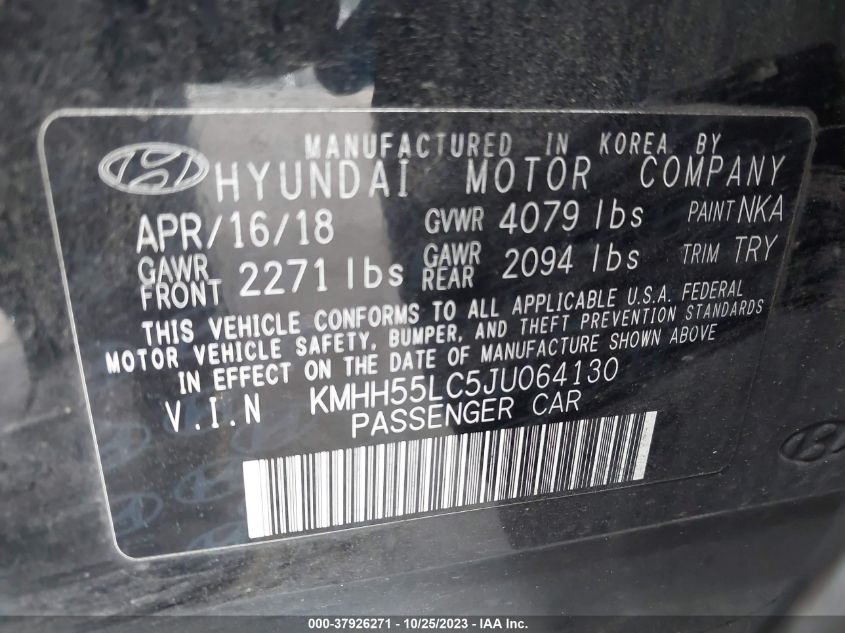 MANUFACTURED IN KOREA BY
HYUNDAI MOTOR COMPANY
APR/16/18 GVWR 4079 lbs PAINT NKA
GAWR FRONT 2271 lbs GAWR REAR 2094 lbs TRIM TRY
THIS VEHICLE CONFORMS TO ALL APPLICABLE U.S.A. FEDERAL
MOTOR VEHICLE SAFETY, BUMPER, AND THEFT PREVENTION STANDARDS
IN EFFECT ON THE DATE OF MANUFACTURE SHOWN ABOVE
V.I.N KMHH55LC5JU064130
PASSENGER CAR
000-37926271 - 10/25/2023 - IAA Inc.